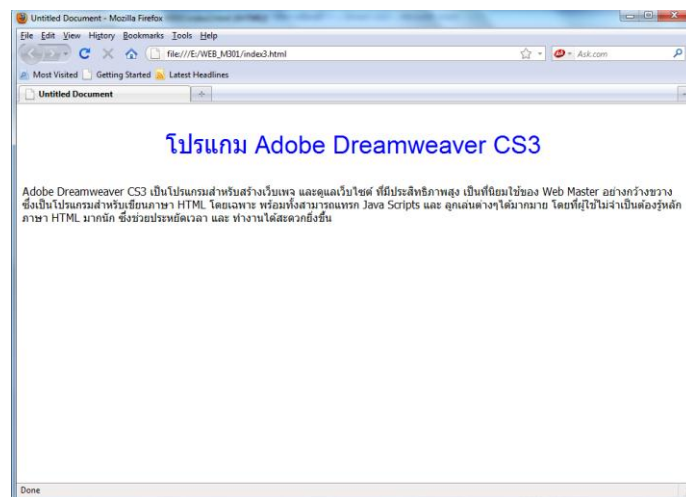 Untitled Document - Mozilla Firefox
File Edit View History Bookmarks Tools Help
file:///E:/WEB_M301/index3.html
Ask.com
Most Visited Getting Started Latest Headlines
Untitled Document
โปรแกม Adobe Dreamweaver CS3
Adobe Dreamweaver CS3 เป็นโปรแกรมสำหรับสร้างเว็บเพจ และดูแลเว็บไซต์ ที่มีประสิทธิภาพสูง เป็นที่นิยมใช้ของ Web Master อย่างกว้างขวาง
ซึ่งเป็นโปรแกรมสำหรับเขียนภาษา HTML โดยเฉพาะ พร้อมทั้งสามารถแทรก Java Scripts และ ลูกเล่นต่างๆได้มากมาย โดยที่ผู้ใช้ไม่จำเป็นต้องรู้หลัก
ภาษา HTML มากนัก ซึ่งช่วยประหยัดเวลา และ ทำงานได้สะดวกยิ่งขึ้น
Done